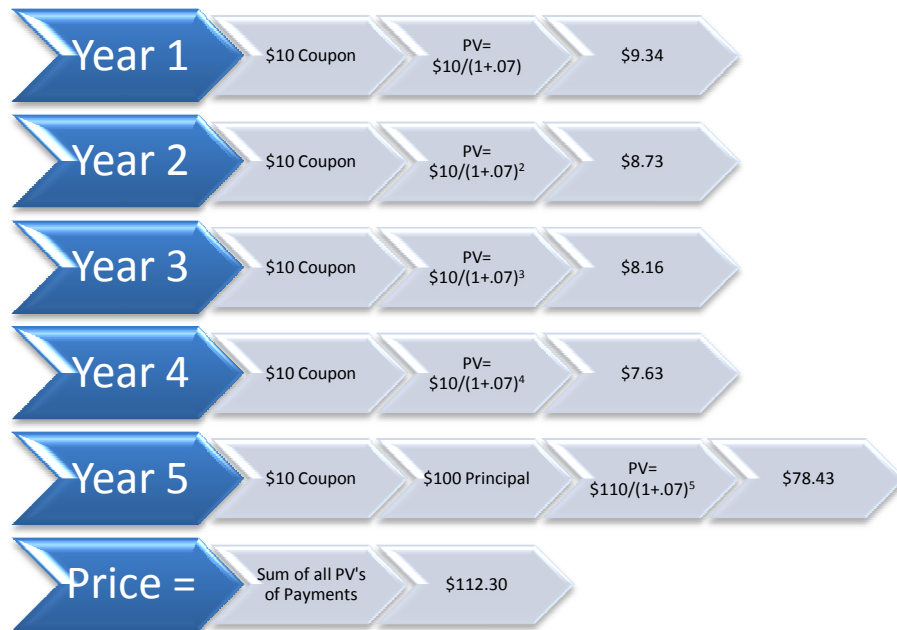 Year 1
$10 Coupon
PV=
$10/(1+.07)
$9.34
Year 2
$10 Coupon
PV=
$10/(1+.07)²
$8.73
Year 3
$10 Coupon
PV=
$10/(1+.07)³
$8.16
Year 4
$10 Coupon
PV=
$10/(1+.07)⁴
$7.63
Year 5
$10 Coupon
$100 Principal
PV=
$110/(1+.07)⁵
$78.43
Price =
Sum of all PV's
of Payments
$112.30